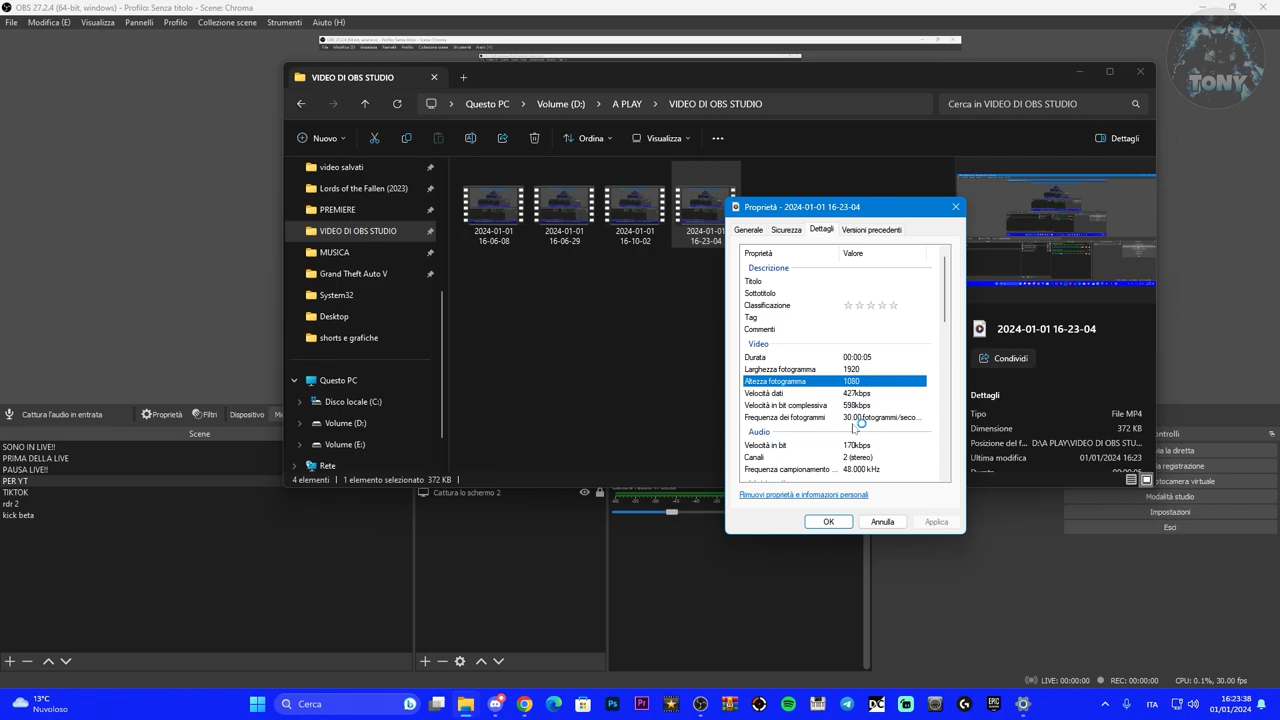 OBS 27.2.4 (64-bit, windows) - Profilo: Senza titolo - Scene: Chroma
File Modifica (E) Visualizza Pannelli Profilo Collezione scene Strumenti Aiuto (H)
TONY
VIDEO DI OBS STUDIO
Questo PC > Volume (D:) > A PLAY > VIDEO DI OBS STUDIO
Cerca in VIDEO DI OBS STUDIO
Nuovo
Ordina
Visualizza
Dettagli
video salvati
Lords of the Fallen (2023)
PREMIERE
VIDEO DI OBS STUDIO
MUSICA
Grand Theft Auto V
System32
Desktop
shorts e grafiche
Questo PC
Disco locale (C:)
Volume (D:)
Volume (E:)
Rete
4 elementi
1 elemento selezionato 372 KB
2024-01-01
16-06-08
2024-01-01
16-06-29
2024-01-01
16-10-02
2024-01-0
16-23-04
Proprietà - 2024-01-01 16-23-04
Generale Sicurezza Dettagli Versioni precedenti
Proprietà Valore
Descrizione
Titolo
Sottotitolo
Classificazione
Tag
Commenti
Video
Durata 00:00:05
Larghezza fotogramma 1920
Altezza fotogramma 1080
Velocità dati 427kbps
Velocità in bit complessiva 598kbps
Frequenza dei fotogrammi 30.00 fotogrammi/seco...
Audio
Velocità in bit 170kbps
Canali 2 (stereo)
Frequenza campionamento ... 48.000 kHz
Rimuovi proprietà e informazioni personali
OK Annulla Applica
2024-01-01 16-23-04
Condividi
Dettagli
Tipo File MP4
Dimensione 372 KB
Posizione del f... D:\A PLAY\VIDEO DI OBS...
Ultima modifica 01/01/2024 16:23
Cattura l'audio in entrata
Proprietà
Filtri
Dispositivo
Scene
SONO IN LIVE!!
PRIMA DELLA LIVE
PAUSA LIVE!!
PER YT
TIKTOK
rdr 2
kick beta
Cattura lo schermo 2
ontrolli
ia la diretta
registrazione
otocamera virtuale
Modalità studio
Impostazioni
Esci
LIVE: 00:00:00
REC: 00:00:00
CPU: 0.1%, 30.00 fps
13°C
Nuvoloso
Cerca
ITA
16:23:38
01/01/2024